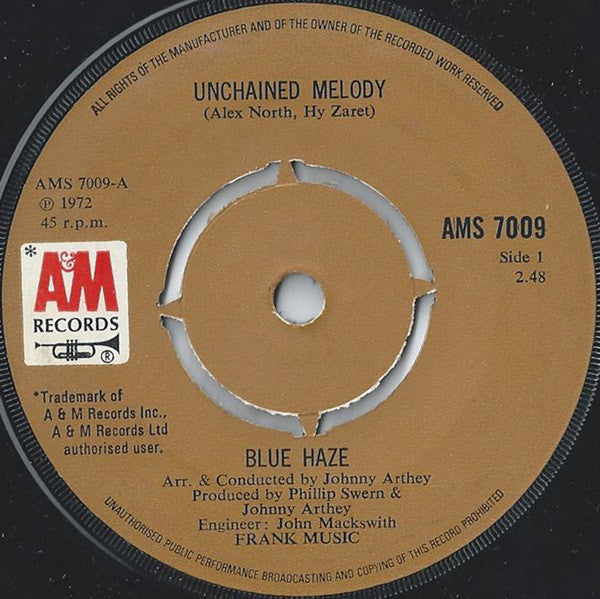 ALL RIGHTS OF THE MANUFACTURER AND OF THE OWNER OF THE RECORDED WORK RESERVED
UNCHAINED MELODY
(Alex North, Hy Zaret)
AMS 7009-A
℗ 1972
45 r.p.m.
AMS 7009
Side 1
2.48
*
A&M
RECORDS
®
*Trademark of
A & M Records Inc.,
A & M Records Ltd
authorised user.
BLUE HAZE
Arr. & Conducted by Johnny Arthey
Produced by Phillip Swern &
Johnny Arthey
Engineer: John Mackswith
FRANK MUSIC
UNAUTHORISED PUBLIC PERFORMANCE BROADCASTING AND COPYING OF THIS RECORD PROHIBITED